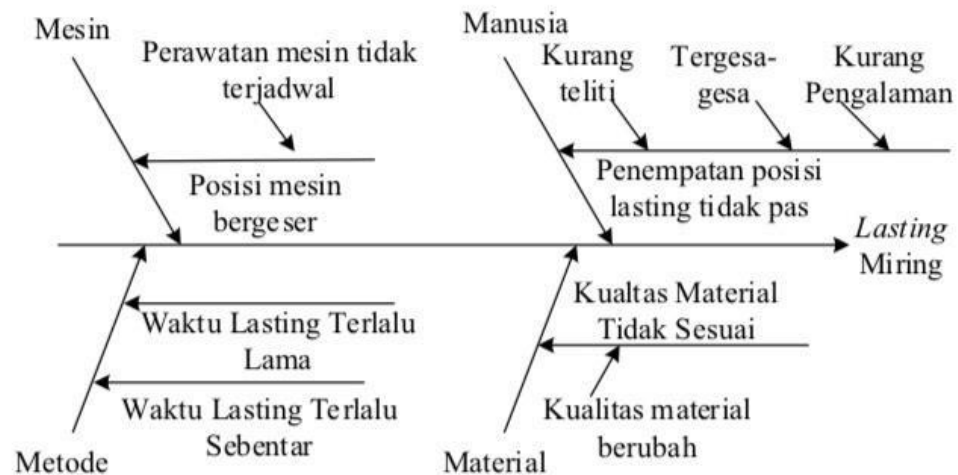 Mesin
Perawatan mesin tidak
terjadwal
Posisi mesin
bergeser
Manusia
Kurang
teliti
Tergesa-
gesa
Kurang
Pengalaman
Penempatan posisi
lasting tidak pas
Lasting
Miring
Waktu Lasting Terlalu
Lama
Waktu Lasting Terlalu
Sebentar
Metode
Kualtas Material
Tidak Sesuai
Kualitas material
berubah
Material